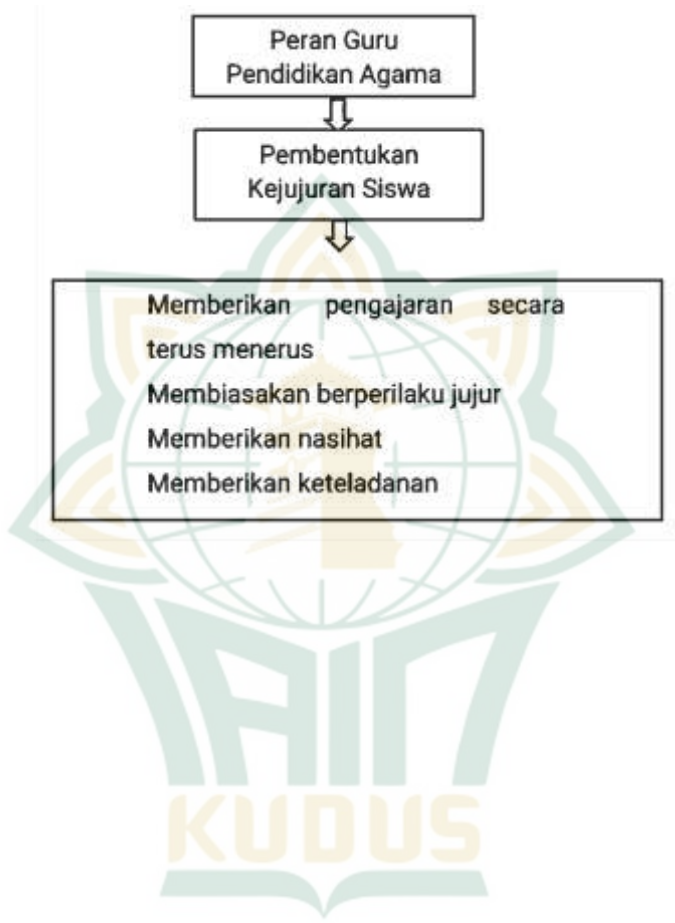 Peran Guru
Pendidikan Agama
Pembentukan
Kejujuran Siswa
Memberikan pengajaran secara
terus menerus
Membiasakan berperilaku jujur
Memberikan nasihat
Memberikan keteladanan
IAIN
KUDUS